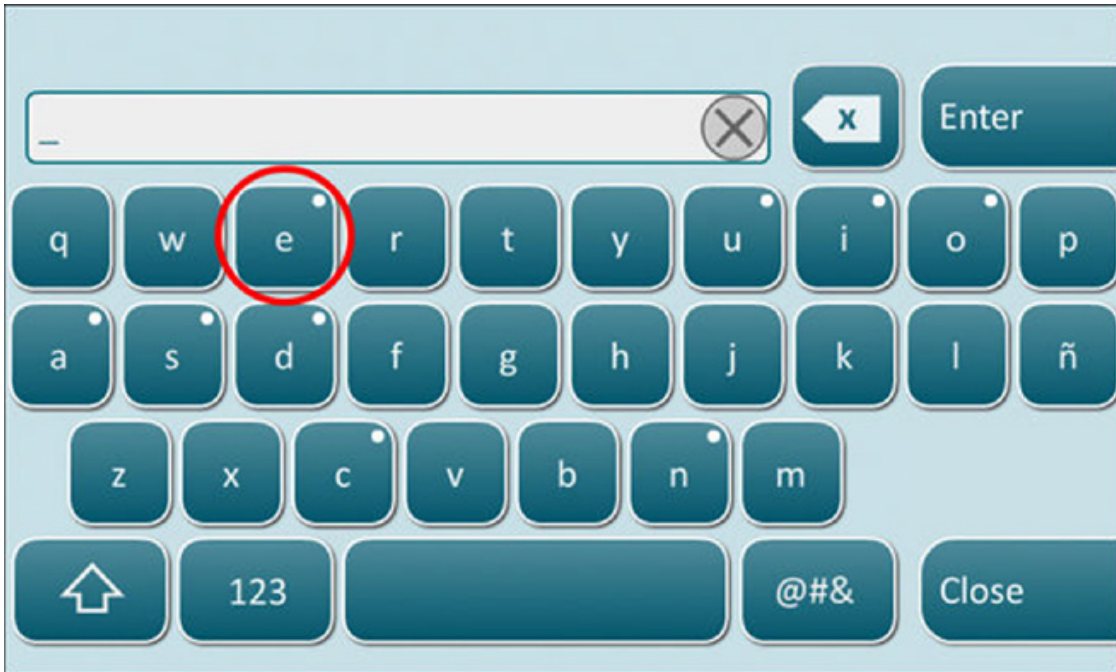 _
x Enter
q w e r t y u i o p
a s d f g h j k l ñ
z x c v b n m
123 @#& Close